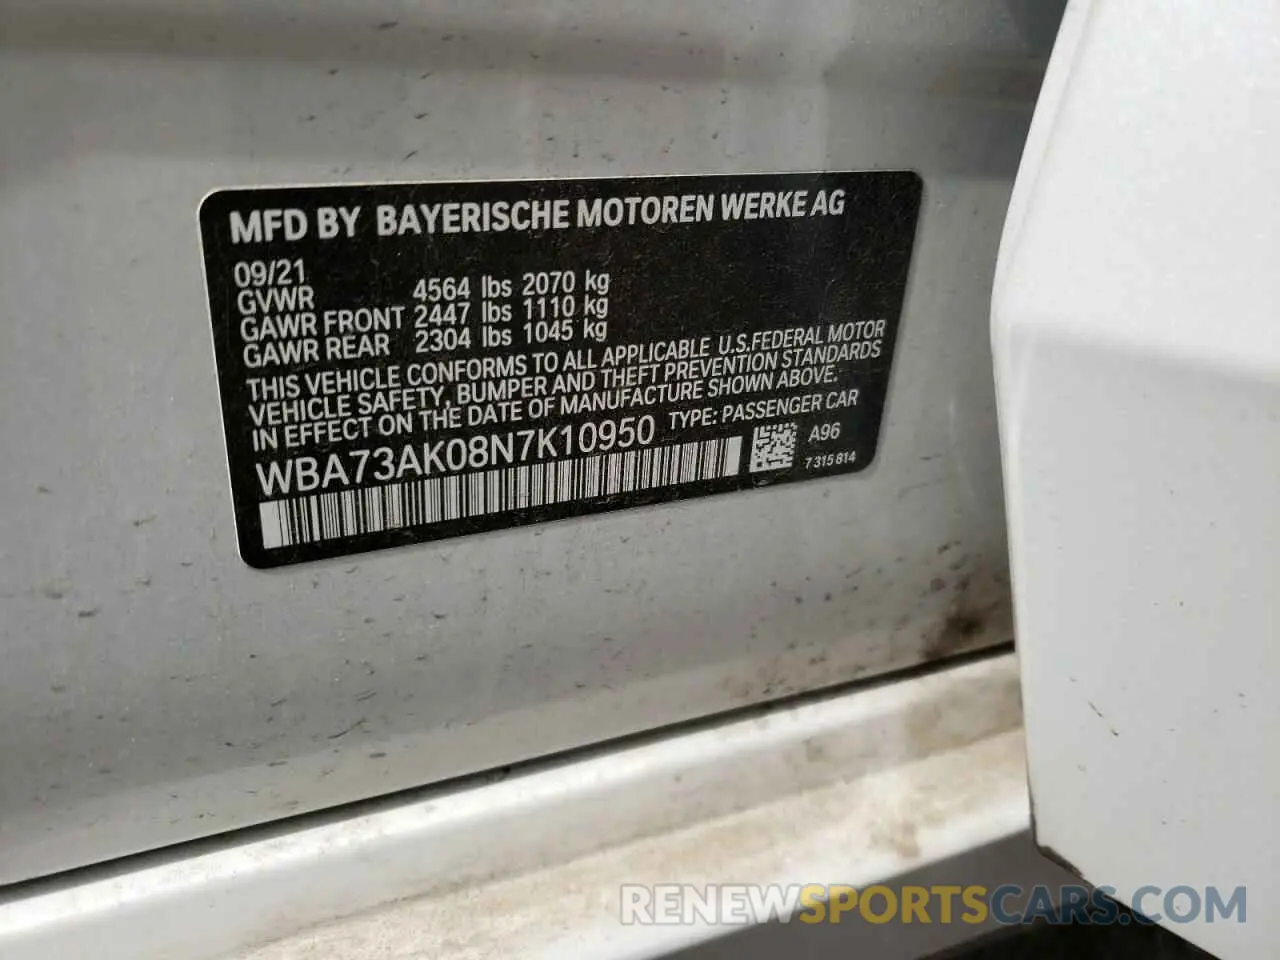 MFD BY BAYERISCHE MOTOREN WERKE AG
09/21
GVWR 4564 lbs 2070 kg
GAWR FRONT 2447 lbs 1110 kg
GAWR REAR 2304 lbs 1045 kg
THIS VEHICLE CONFORMS TO ALL APPLICABLE U.S.FEDERAL MOTOR
VEHICLE SAFETY, BUMPER AND THEFT PREVENTION STANDARDS
IN EFFECT ON THE DATE OF MANUFACTURE SHOWN ABOVE.
WBA73AK08N7K10950 TYPE: PASSENGER CAR
A96
7 315 814
RENEWSPORTSCARS.COM